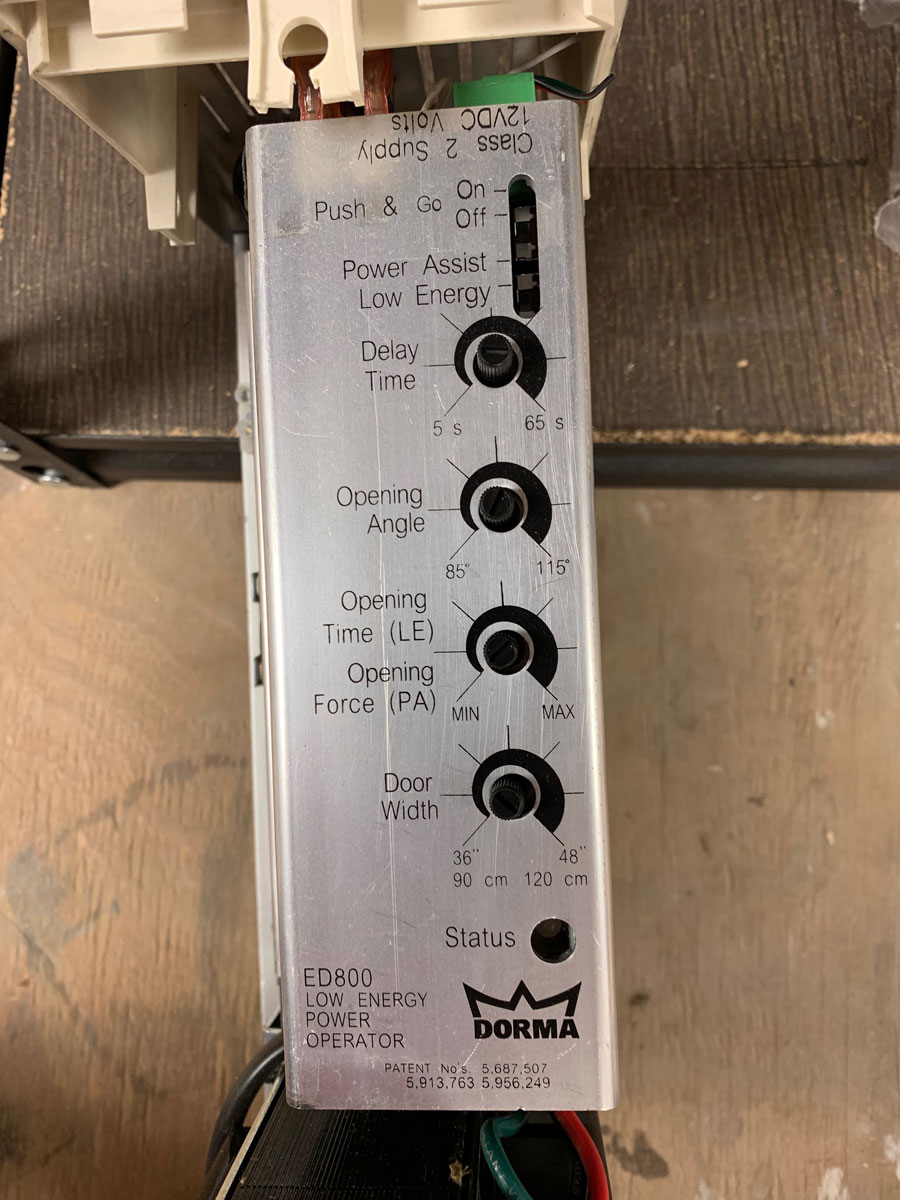 Class 2 Supply
12VDC Volts
Push & Go
On
Off
Power Assist
Low Energy
Delay
Time
5 s
65 s
Opening
Angle
85°
115°
Opening
Time (LE)
Opening
Force (PA)
MIN
MAX
Door
Width
36"
48"
90 cm
120 cm
Status
ED800
LOW ENERGY
POWER
OPERATOR
DORMA
PATENT No's. 5,687,507
5,913,763 5,956,249